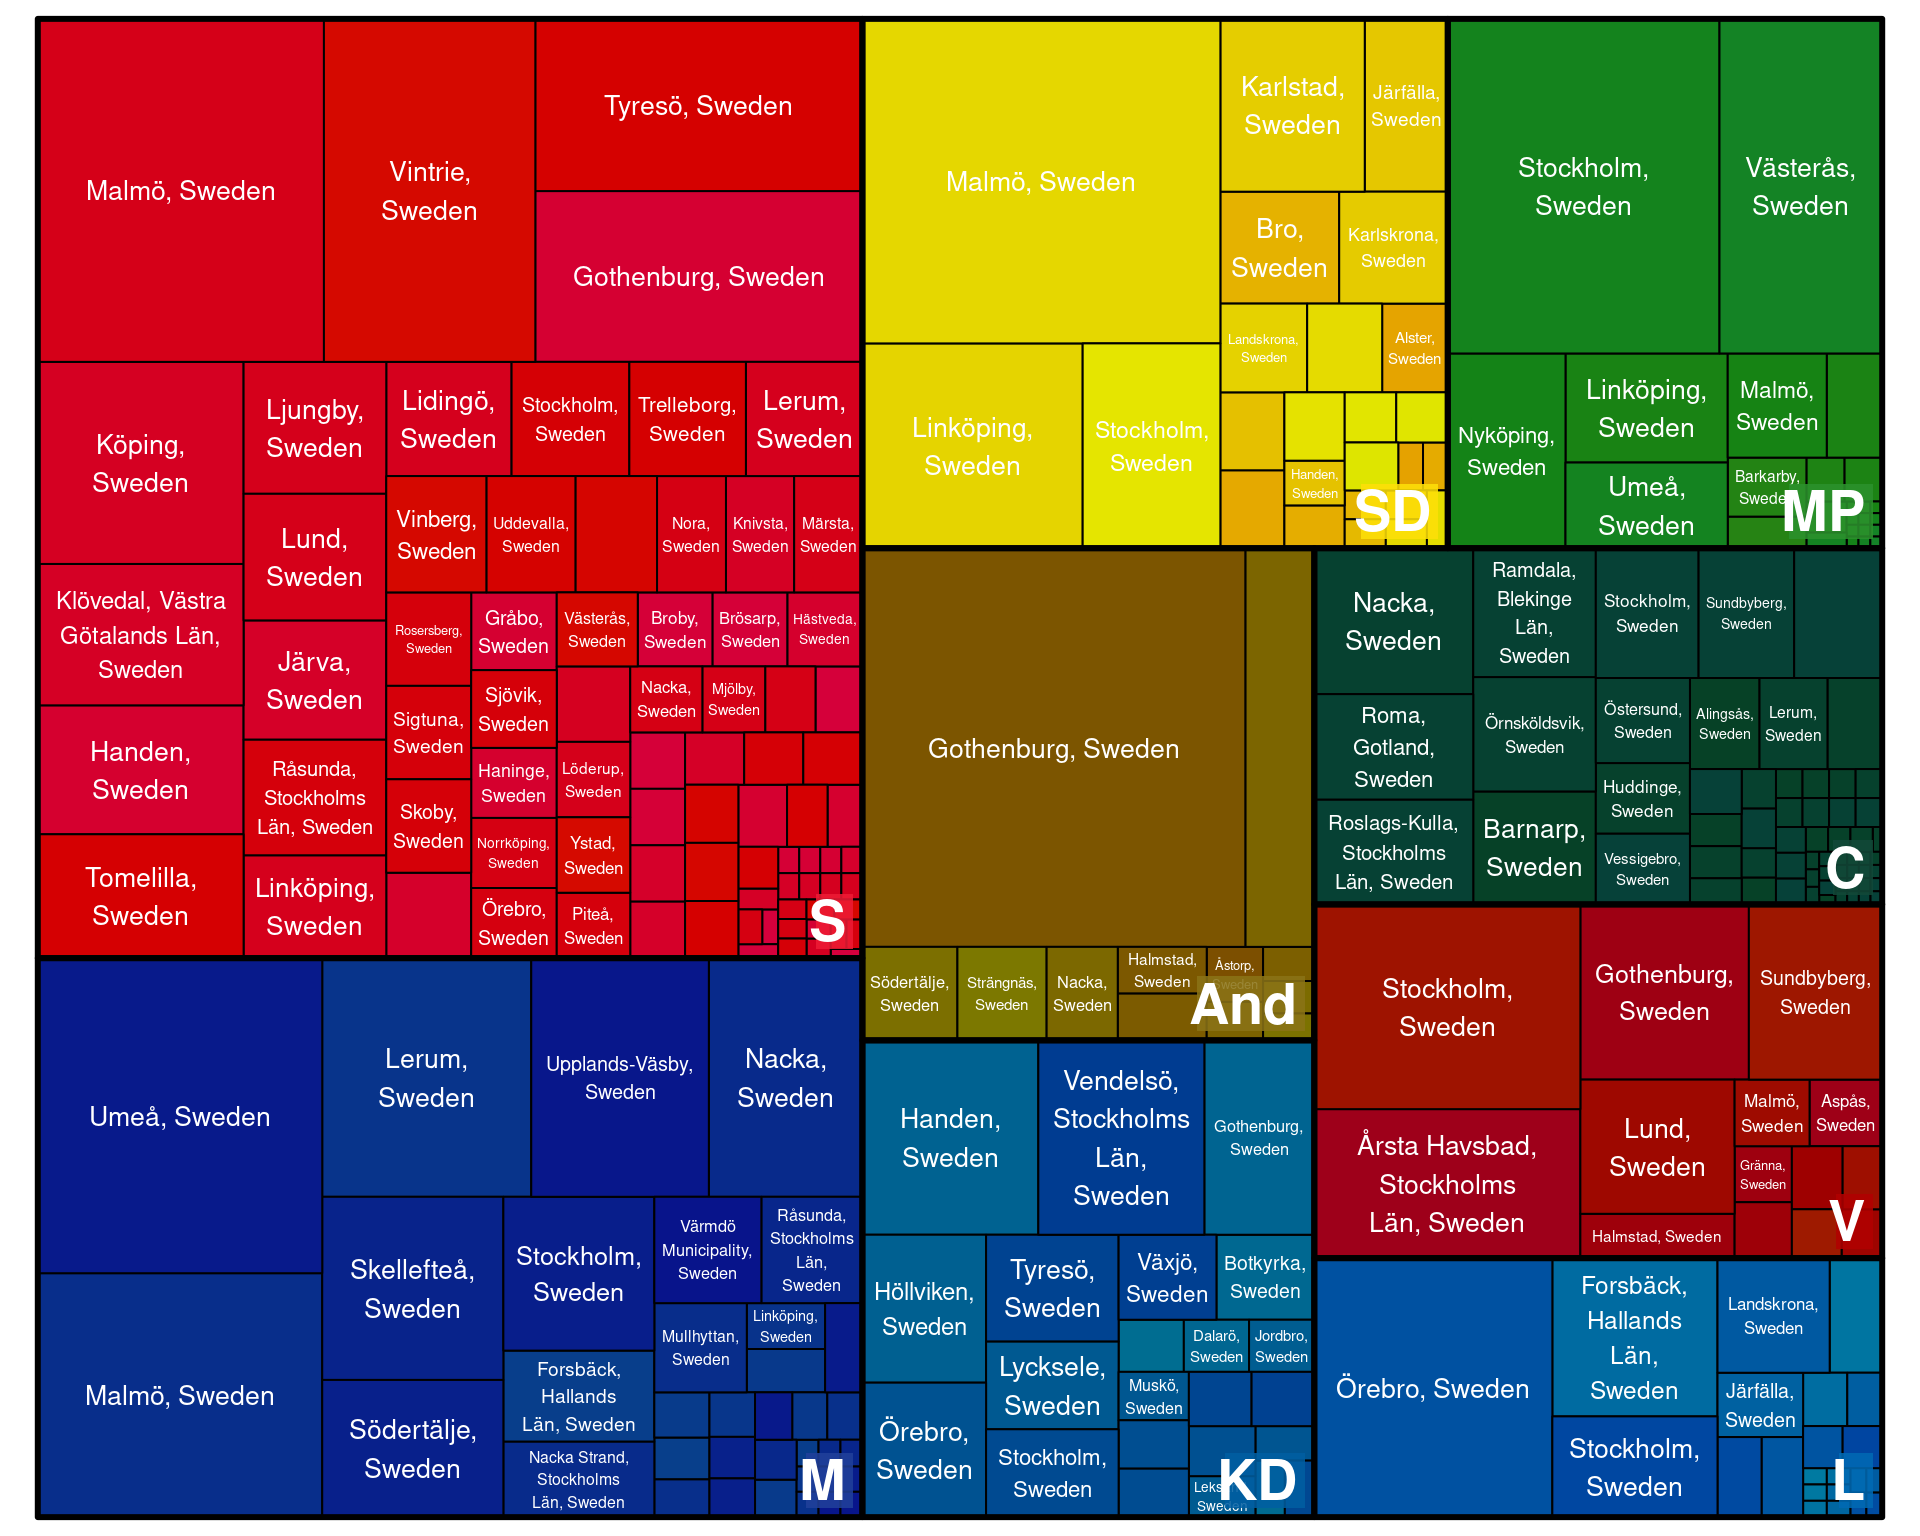 Malmö, Sweden
Vintrie,
Sweden
Tyresö, Sweden
Gothenburg, Sweden
Köping,
Sweden
Klövedal, Västra
Götalands Län,
Sweden
Handen,
Sweden
Tomelilla,
Sweden
Ljungby,
Sweden
Lund,
Sweden
Järva,
Sweden
Råsunda,
Stockholms
Län, Sweden
Linköping,
Sweden
Lidingö,
Sweden
Stockholm,
Sweden
Trelleborg,
Sweden
Lerum,
Sweden
Vinberg,
Sweden
Uddevalla,
Sweden
Nora,
Sweden
Knivsta,
Sweden
Märsta,
Sweden
Rosersberg,
Sweden
Sigtuna,
Sweden
Skoby,
Sweden
Gråbo,
Sweden
Sjövik,
Sweden
Haninge,
Sweden
Norrköping,
Sweden
Örebro,
Sweden
Västerås,
Sweden
Broby,
Sweden
Brösarp,
Sweden
Hästveda,
Sweden
Löderup,
Sweden
Ystad,
Sweden
Piteå,
Sweden
Nacka,
Sweden
Mjölby,
Sweden
S
Malmö, Sweden
Linköping,
Sweden
Stockholm,
Sweden
Karlstad,
Sweden
Järfälla,
Sweden
Bro,
Sweden
Karlskrona,
Sweden
Landskrona,
Sweden
Alster,
Sweden
Handen,
Sweden
SD
Stockholm,
Sweden
Västerås,
Sweden
Nyköping,
Sweden
Linköping,
Sweden
Umeå,
Sweden
Malmö,
Sweden
Barkarby,
Sweden
MP
Gothenburg, Sweden
Södertälje,
Sweden
Strängnäs,
Sweden
Nacka,
Sweden
Halmstad,
Sweden
Åstorp,
Sweden
And
Nacka,
Sweden
Roma,
Gotland,
Sweden
Roslags-Kulla,
Stockholms
Län, Sweden
Ramdala,
Blekinge
Län,
Sweden
Örnsköldsvik,
Sweden
Barnarp,
Sweden
Stockholm,
Sweden
Sundbyberg,
Sweden
Östersund,
Sweden
Alingsås,
Sweden
Lerum,
Sweden
Huddinge,
Sweden
Vessigebro,
Sweden
C
Stockholm,
Sweden
Årsta Havsbad,
Stockholms
Län, Sweden
Gothenburg,
Sweden
Sundbyberg,
Sweden
Lund,
Sweden
Halmstad, Sweden
Malmö,
Sweden
Aspås,
Sweden
Gränna,
Sweden
V
Umeå, Sweden
Malmö, Sweden
Lerum,
Sweden
Upplands-Väsby,
Sweden
Nacka,
Sweden
Skellefteå,
Sweden
Södertälje,
Sweden
Stockholm,
Sweden
Forsbäck,
Hallands
Län, Sweden
Nacka Strand,
Stockholms
Län, Sweden
Värmdö
Municipality,
Sweden
Råsunda,
Stockholms
Län,
Sweden
Mullhyttan,
Sweden
Linköping,
Sweden
M
Handen,
Sweden
Vendelsö,
Stockholms
Län,
Sweden
Gothenburg,
Sweden
Höllviken,
Sweden
Örebro,
Sweden
Tyresö,
Sweden
Lycksele,
Sweden
Stockholm,
Sweden
Växjö,
Sweden
Botkyrka,
Sweden
Dalarö,
Sweden
Jordbro,
Sweden
Muskö,
Sweden
Sweden
KD
Örebro, Sweden
Forsbäck,
Hallands
Län,
Sweden
Stockholm,
Sweden
Landskrona,
Sweden
Järfälla,
Sweden
L